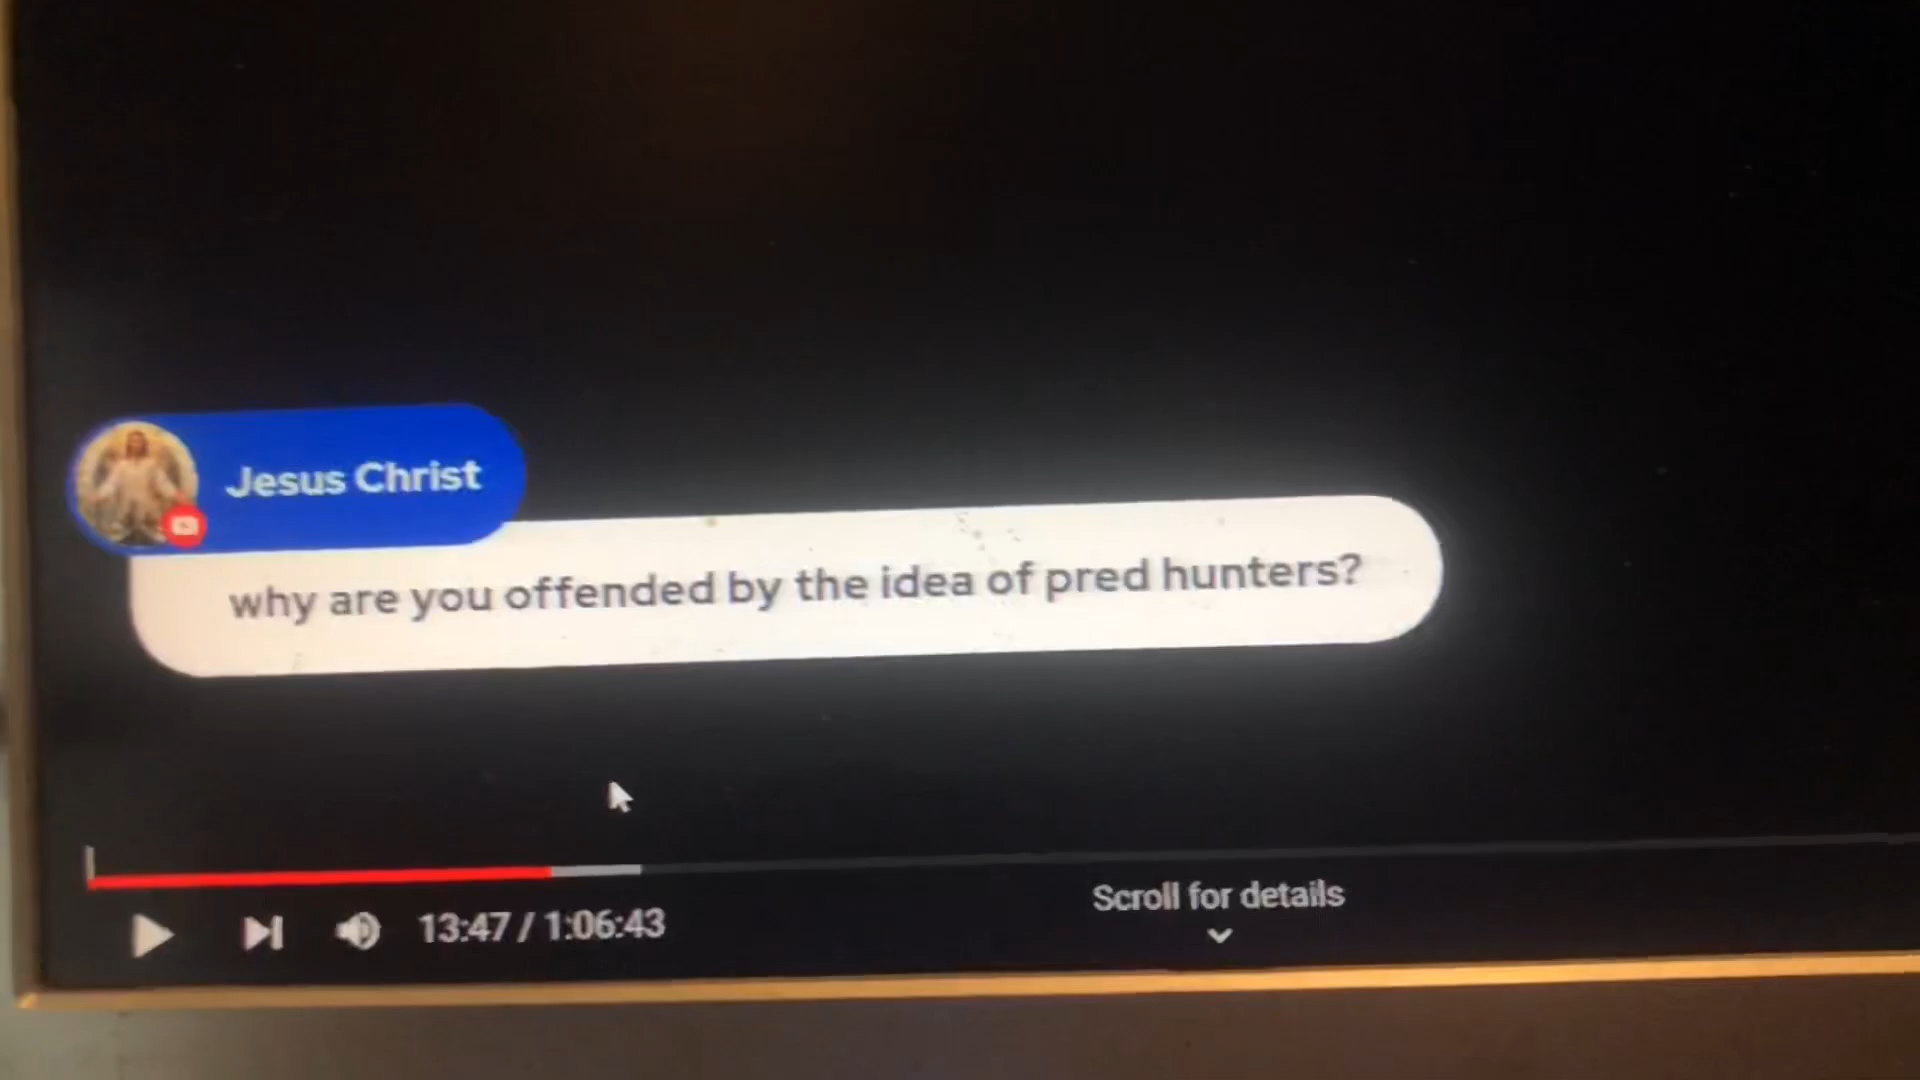 Jesus Christ
why are you offended by the idea of pred hunters?
13:47 / 1:06:43
Scroll for details